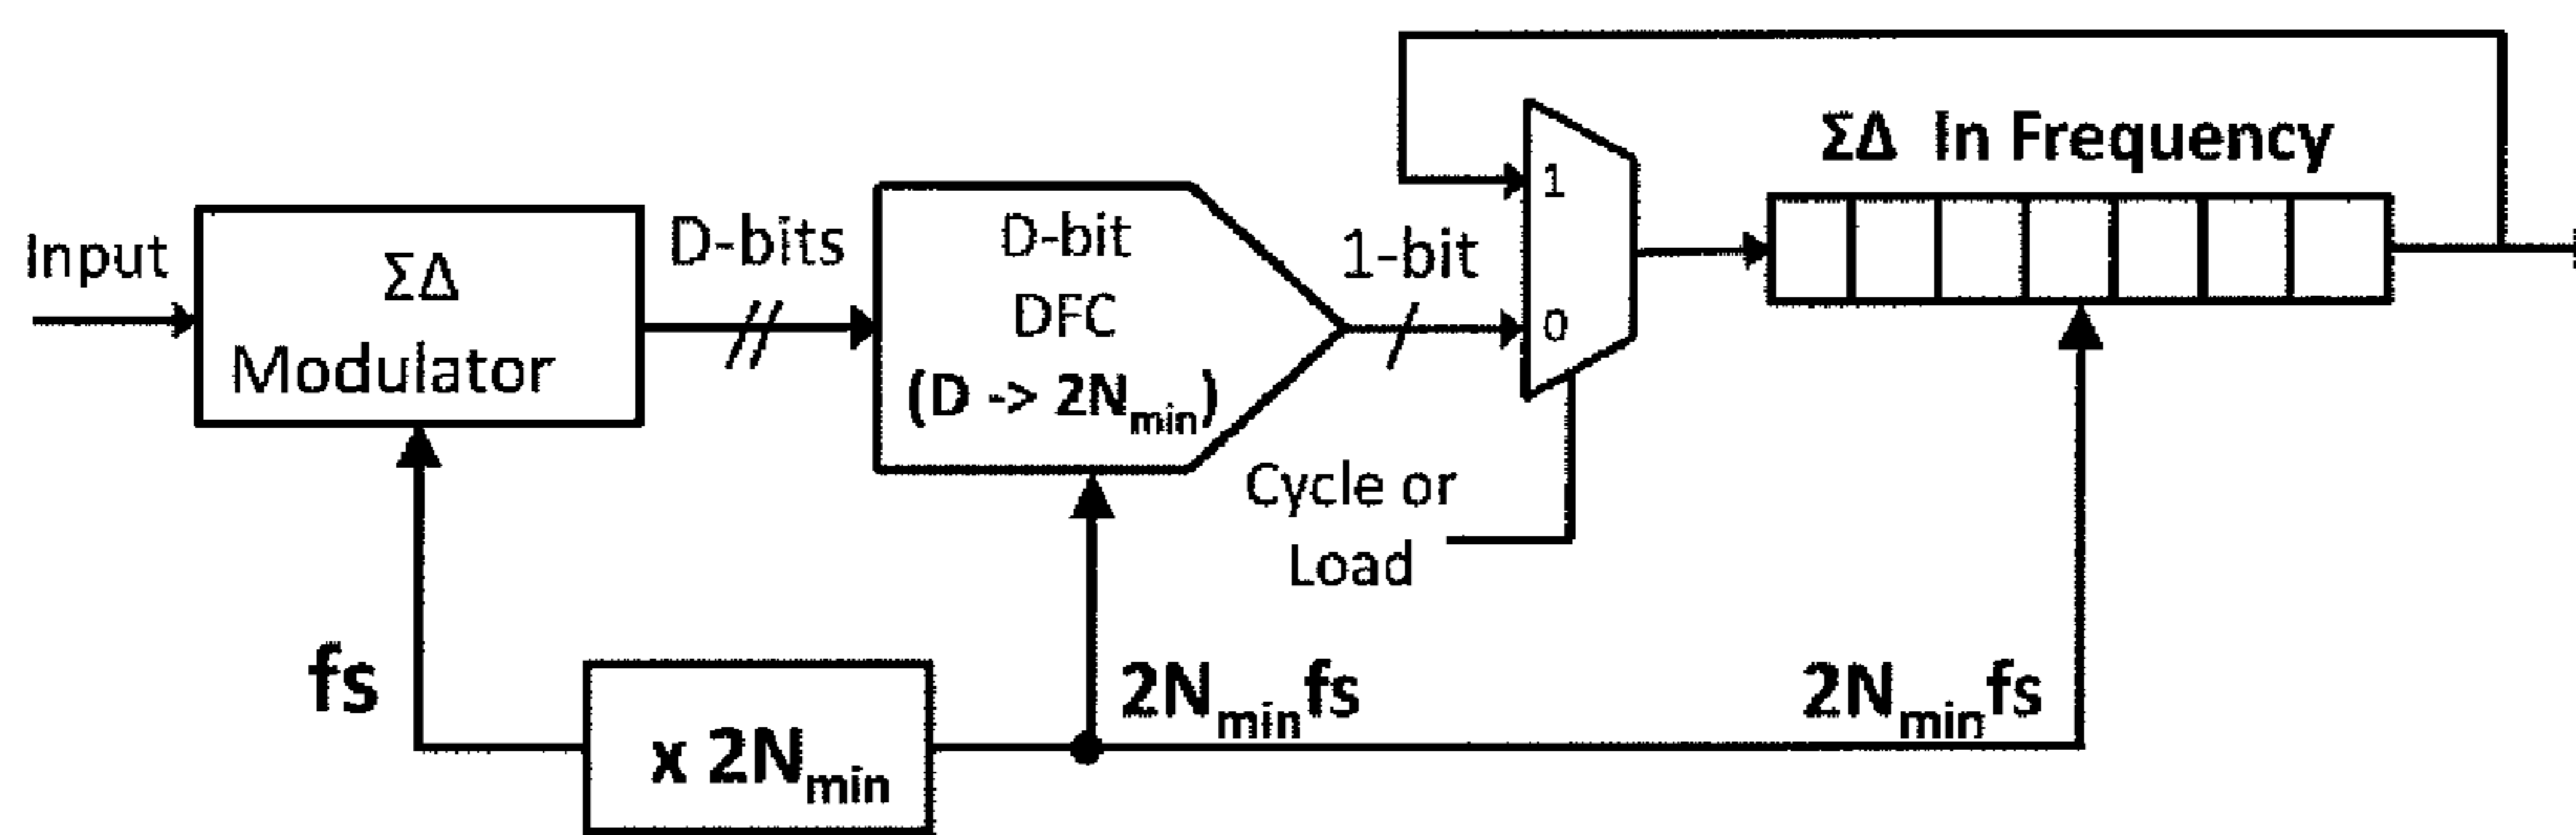 Input
ΣΔ
Modulator
D-bits
D-bit
DFC
(D -> 2Nmin)
1-bit
1
0
Cycle or
Load
ΣΔ In Frequency
fs
x 2Nmin
2Nminfs
2Nminfs